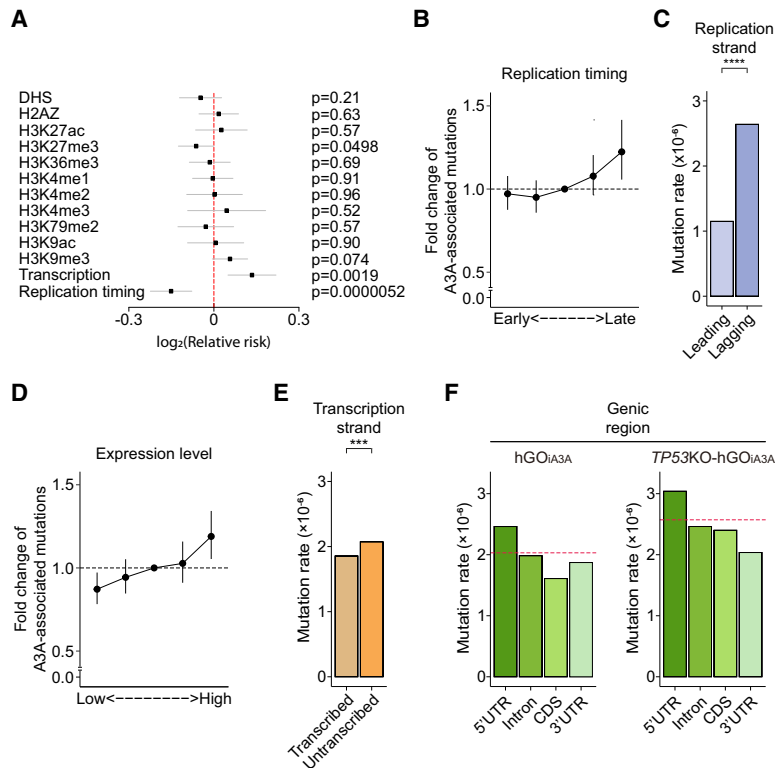 A
DHS p=0.21
H2AZ p=0.63
H3K27ac p=0.57
H3K27me3 p=0.0498
H3K36me3 p=0.69
H3K4me1 p=0.91
H3K4me2 p=0.96
H3K4me3 p=0.52
H3K79me2 p=0.57
H3K9ac p=0.90
H3K9me3 p=0.074
Transcription p=0.0019
Replication timing p=0.0000052
-0.3 0 0.3
log₂(Relative risk)
B
Replication timing
Fold change of
A3A-associated mutations
1.5
1.0
0.5
0.0
Early<------->Late
C
Replication
strand
****
Mutation rate (x10⁻⁶)
3
2
1
0
Leading
Lagging
D
Expression level
Fold change of
A3A-associated mutations
1.5
1.0
0.5
0.0
Low<--------->High
E
Transcription
strand
***
Mutation rate (×10⁻⁶)
3
2
1
0
Transcribed
Untranscribed
F
Genic
region
hGOiA3A
Mutation rate (×10⁻⁶)
3
2
1
0
5'UTR
Intron
CDS
3'UTR
TP53KO-hGOiA3A
Mutation rate (×10⁻⁶)
3
2
1
0
5'UTR
Intron
CDS
3'UTR